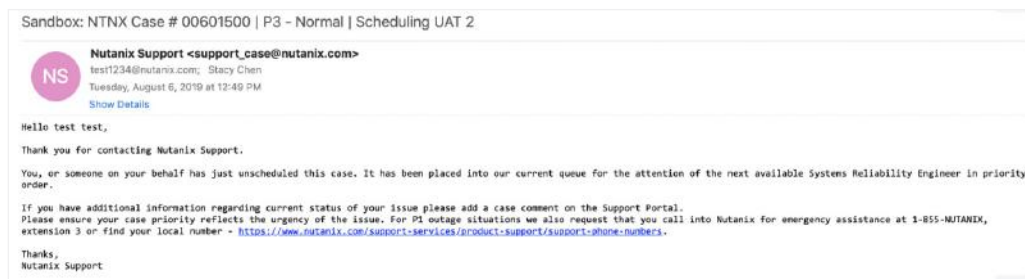 Sandbox: NTNX Case # 00601500 | P3 - Normal | Scheduling UAT 2
NS
Nutanix Support <support_case@nutanix.com>
test1234@nutanix.com; Stacy Chen
Tuesday, August 6, 2019 at 12:49 PM
Show Details
Hello test test,
Thank you for contacting Nutanix Support.
You, or someone on your behalf has just unscheduled this case. It has been placed into our current queue for the attention of the next available Systems Reliability Engineer in priority
order.
If you have additional information regarding current status of your issue please add a case comment on the Support Portal.
Please ensure your case priority reflects the urgency of the issue. For P1 outage situations we also request that you call into Nutanix for emergency assistance at 1-855-NUTANIX,
extension 3 or find your local number - https://www.nutanix.com/support-services/product-support/support-phone-numbers.
Thanks,
Nutanix Support